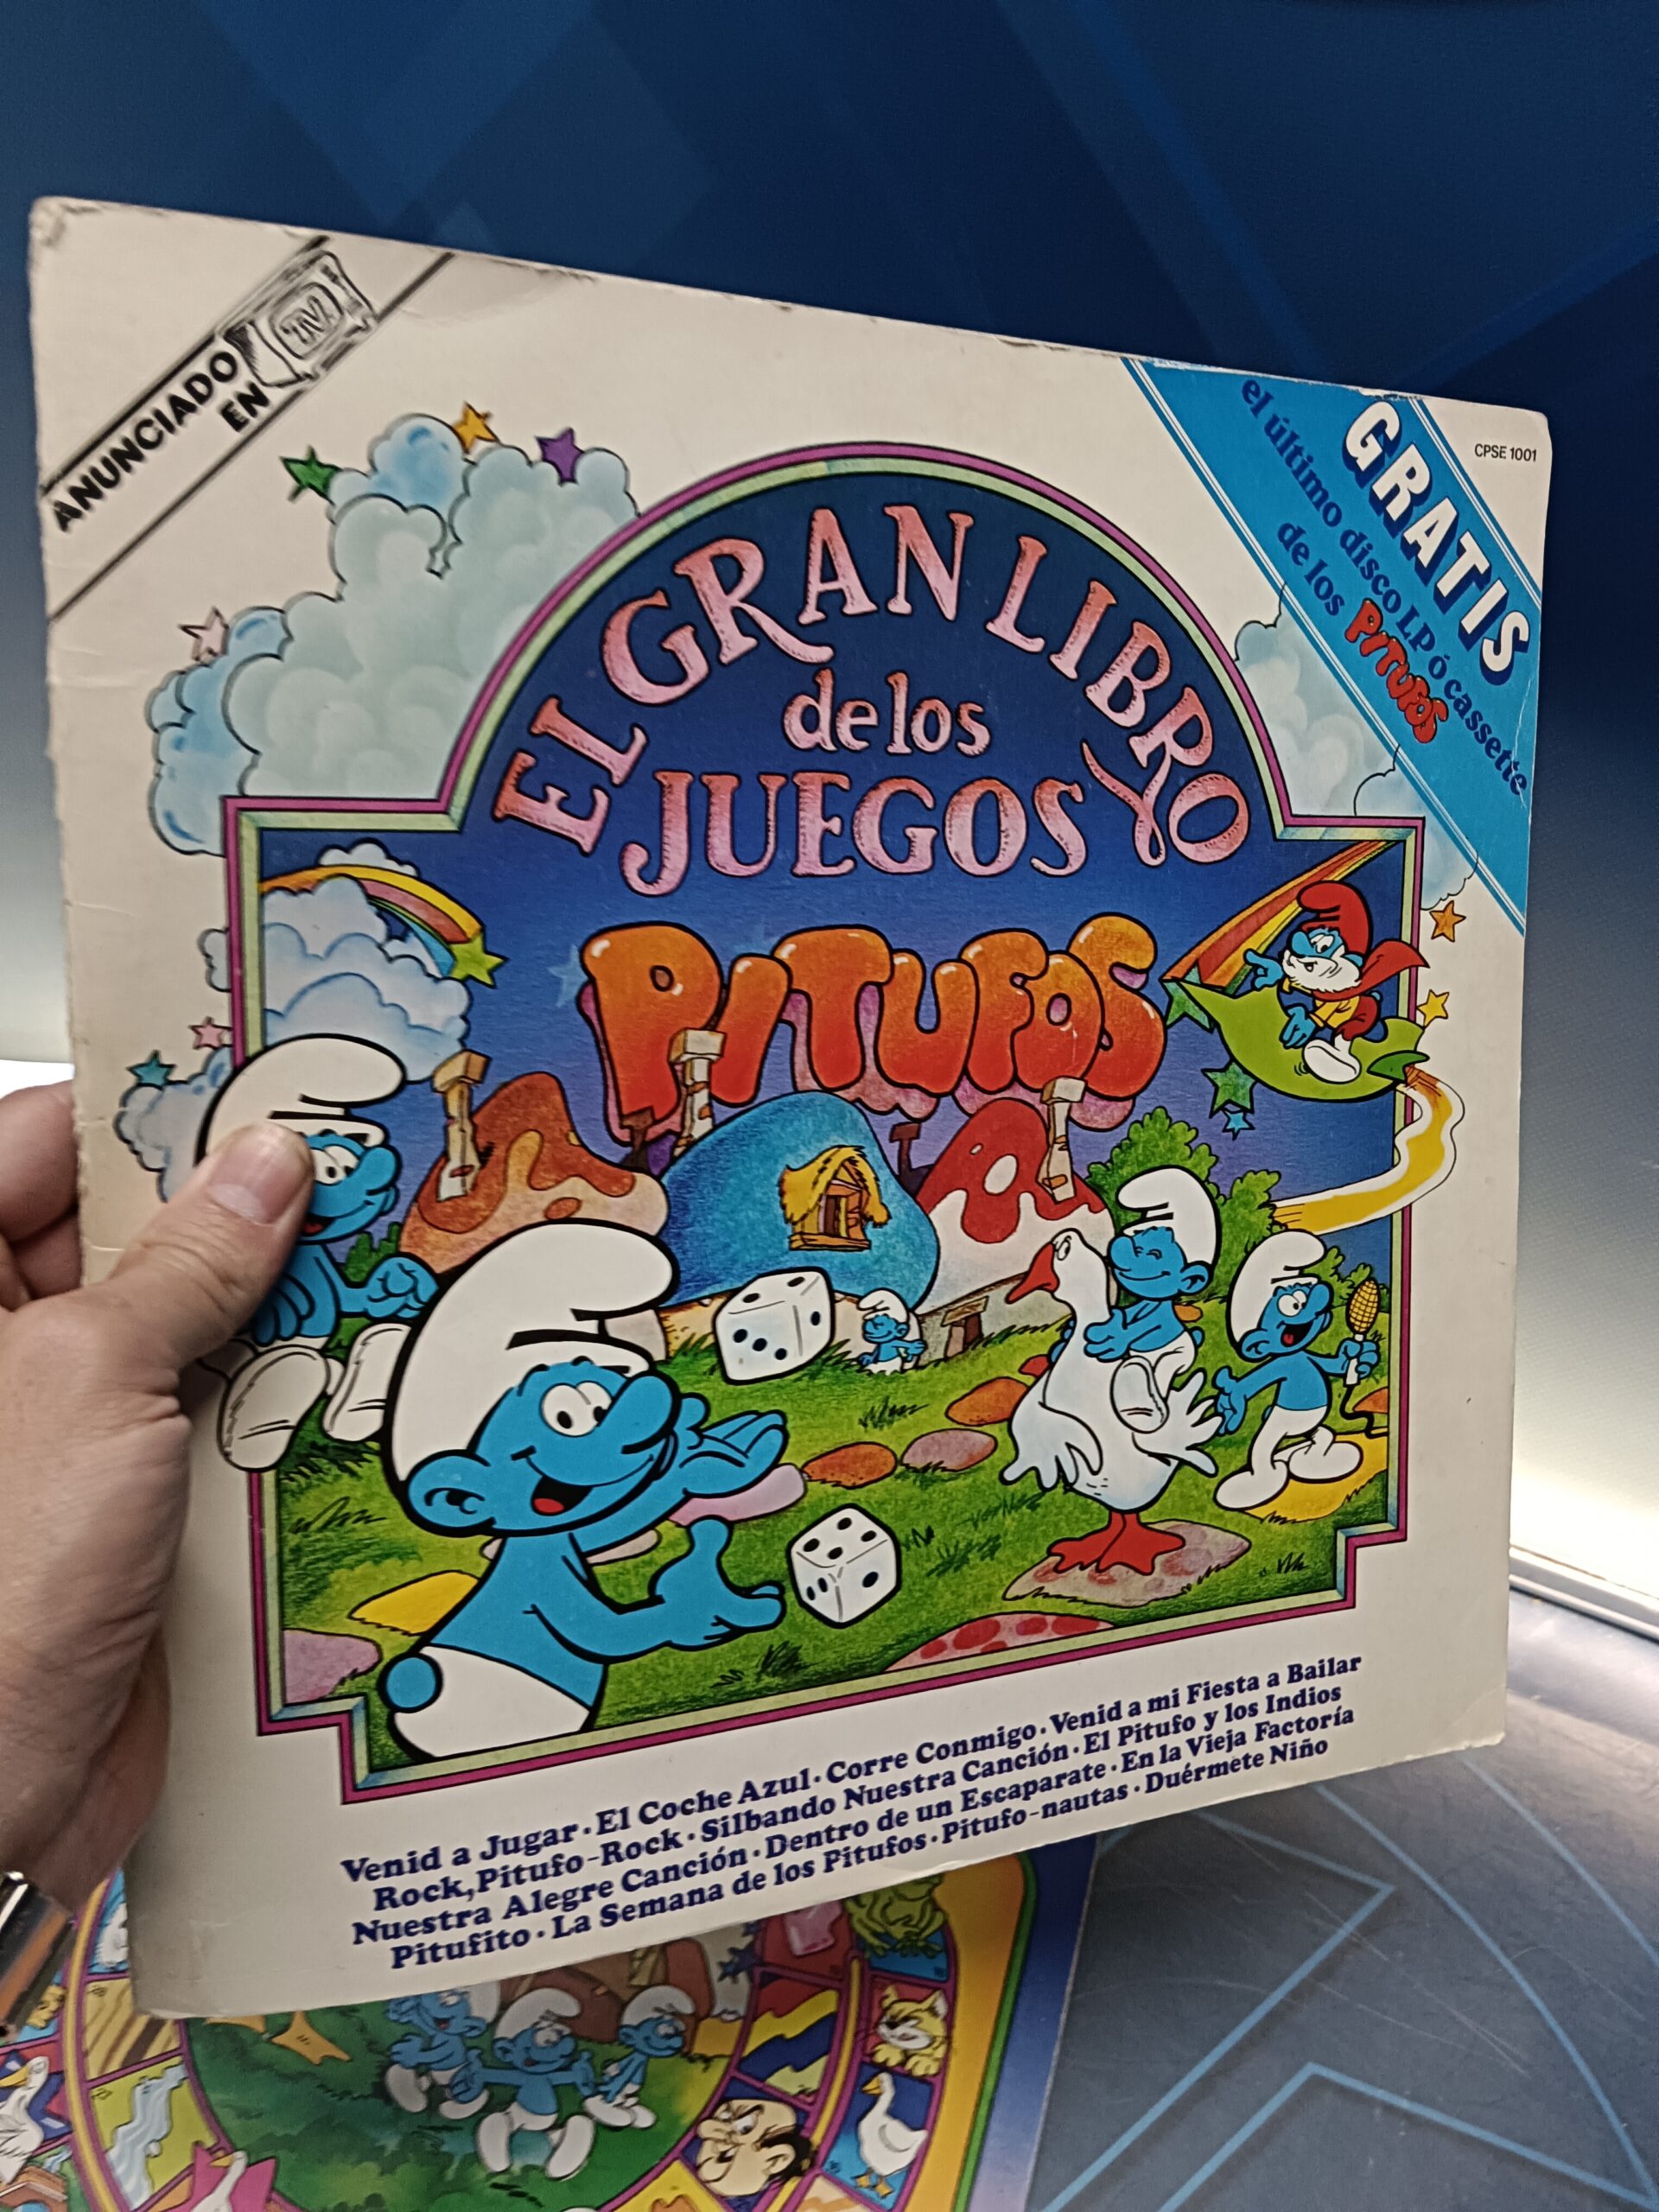 ANUNCIADO
EN
TV
CPSE 1001
GRATIS
el último disco LP ó cassette
de los PITUFOS
EL GRAN LIBRO
de los
JUEGOS
PITUFOS
Venid a Jugar · El Coche Azul · Corre Conmigo · Venid a mi Fiesta a Bailar
Rock, Pitufo-Rock · Silbando Nuestra Canción · El Pitufo y los Indios
Nuestra Alegre Canción · Dentro de un Escaparate · En la Vieja Factoría
Pitufito · La Semana de los Pitufos · Pitufo-nautas · Duérmete Niño